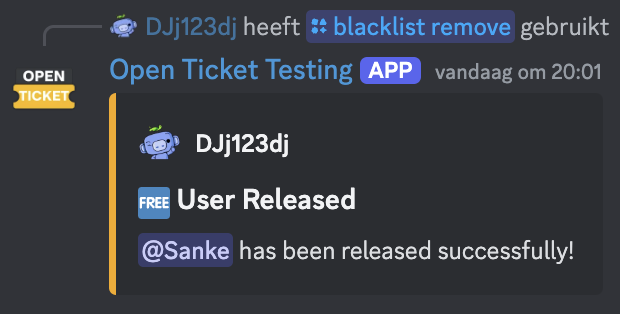 DJj123dj heeft blacklist remove gebruikt
OPEN
TICKET
Open Ticket Testing APP vandaag om 20:01
DJj123dj
FREE User Released
@Sanke has been released successfully!